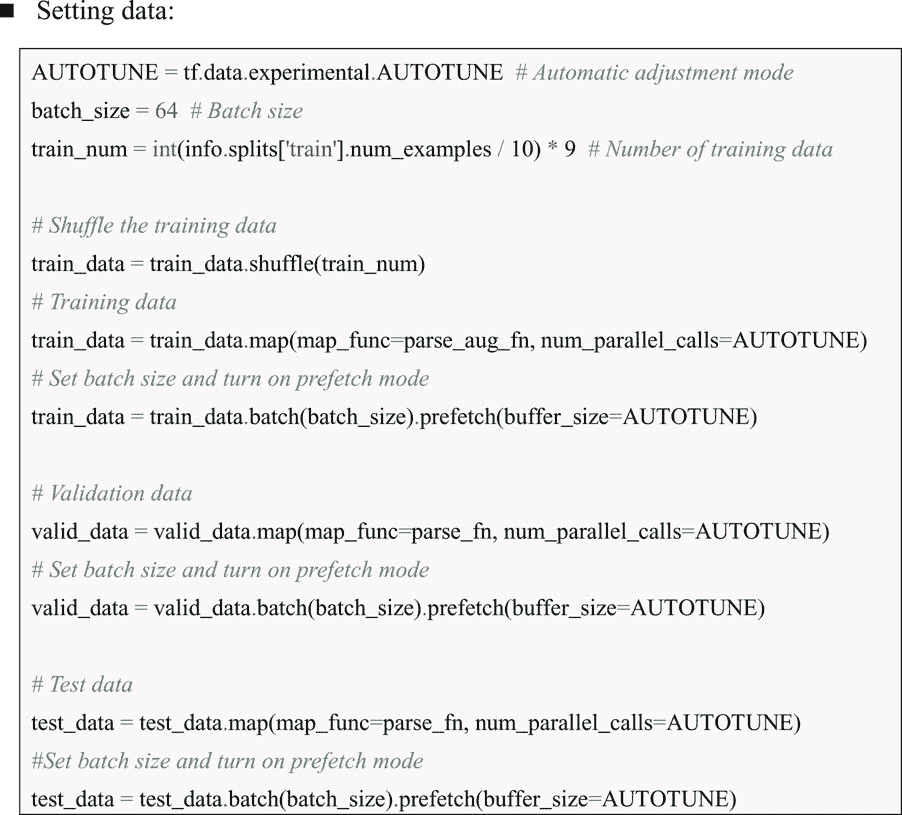 ■ Setting data:
AUTOTUNE = tf.data.experimental.AUTOTUNE # Automatic adjustment mode
batch_size = 64 # Batch size
train_num = int(info.splits['train'].num_examples / 10) * 9 # Number of training data
# Shuffle the training data
train_data = train_data.shuffle(train_num)
# Training data
train_data = train_data.map(map_func=parse_aug_fn, num_parallel_calls=AUTOTUNE)
# Set batch size and turn on prefetch mode
train_data = train_data.batch(batch_size).prefetch(buffer_size=AUTOTUNE)
# Validation data
valid_data = valid_data.map(map_func=parse_fn, num_parallel_calls=AUTOTUNE)
# Set batch size and turn on prefetch mode
valid_data = valid_data.batch(batch_size).prefetch(buffer_size=AUTOTUNE)
# Test data
test_data = test_data.map(map_func=parse_fn, num_parallel_calls=AUTOTUNE)
#Set batch size and turn on prefetch mode
test_data = test_data.batch(batch_size).prefetch(buffer_size=AUTOTUNE)